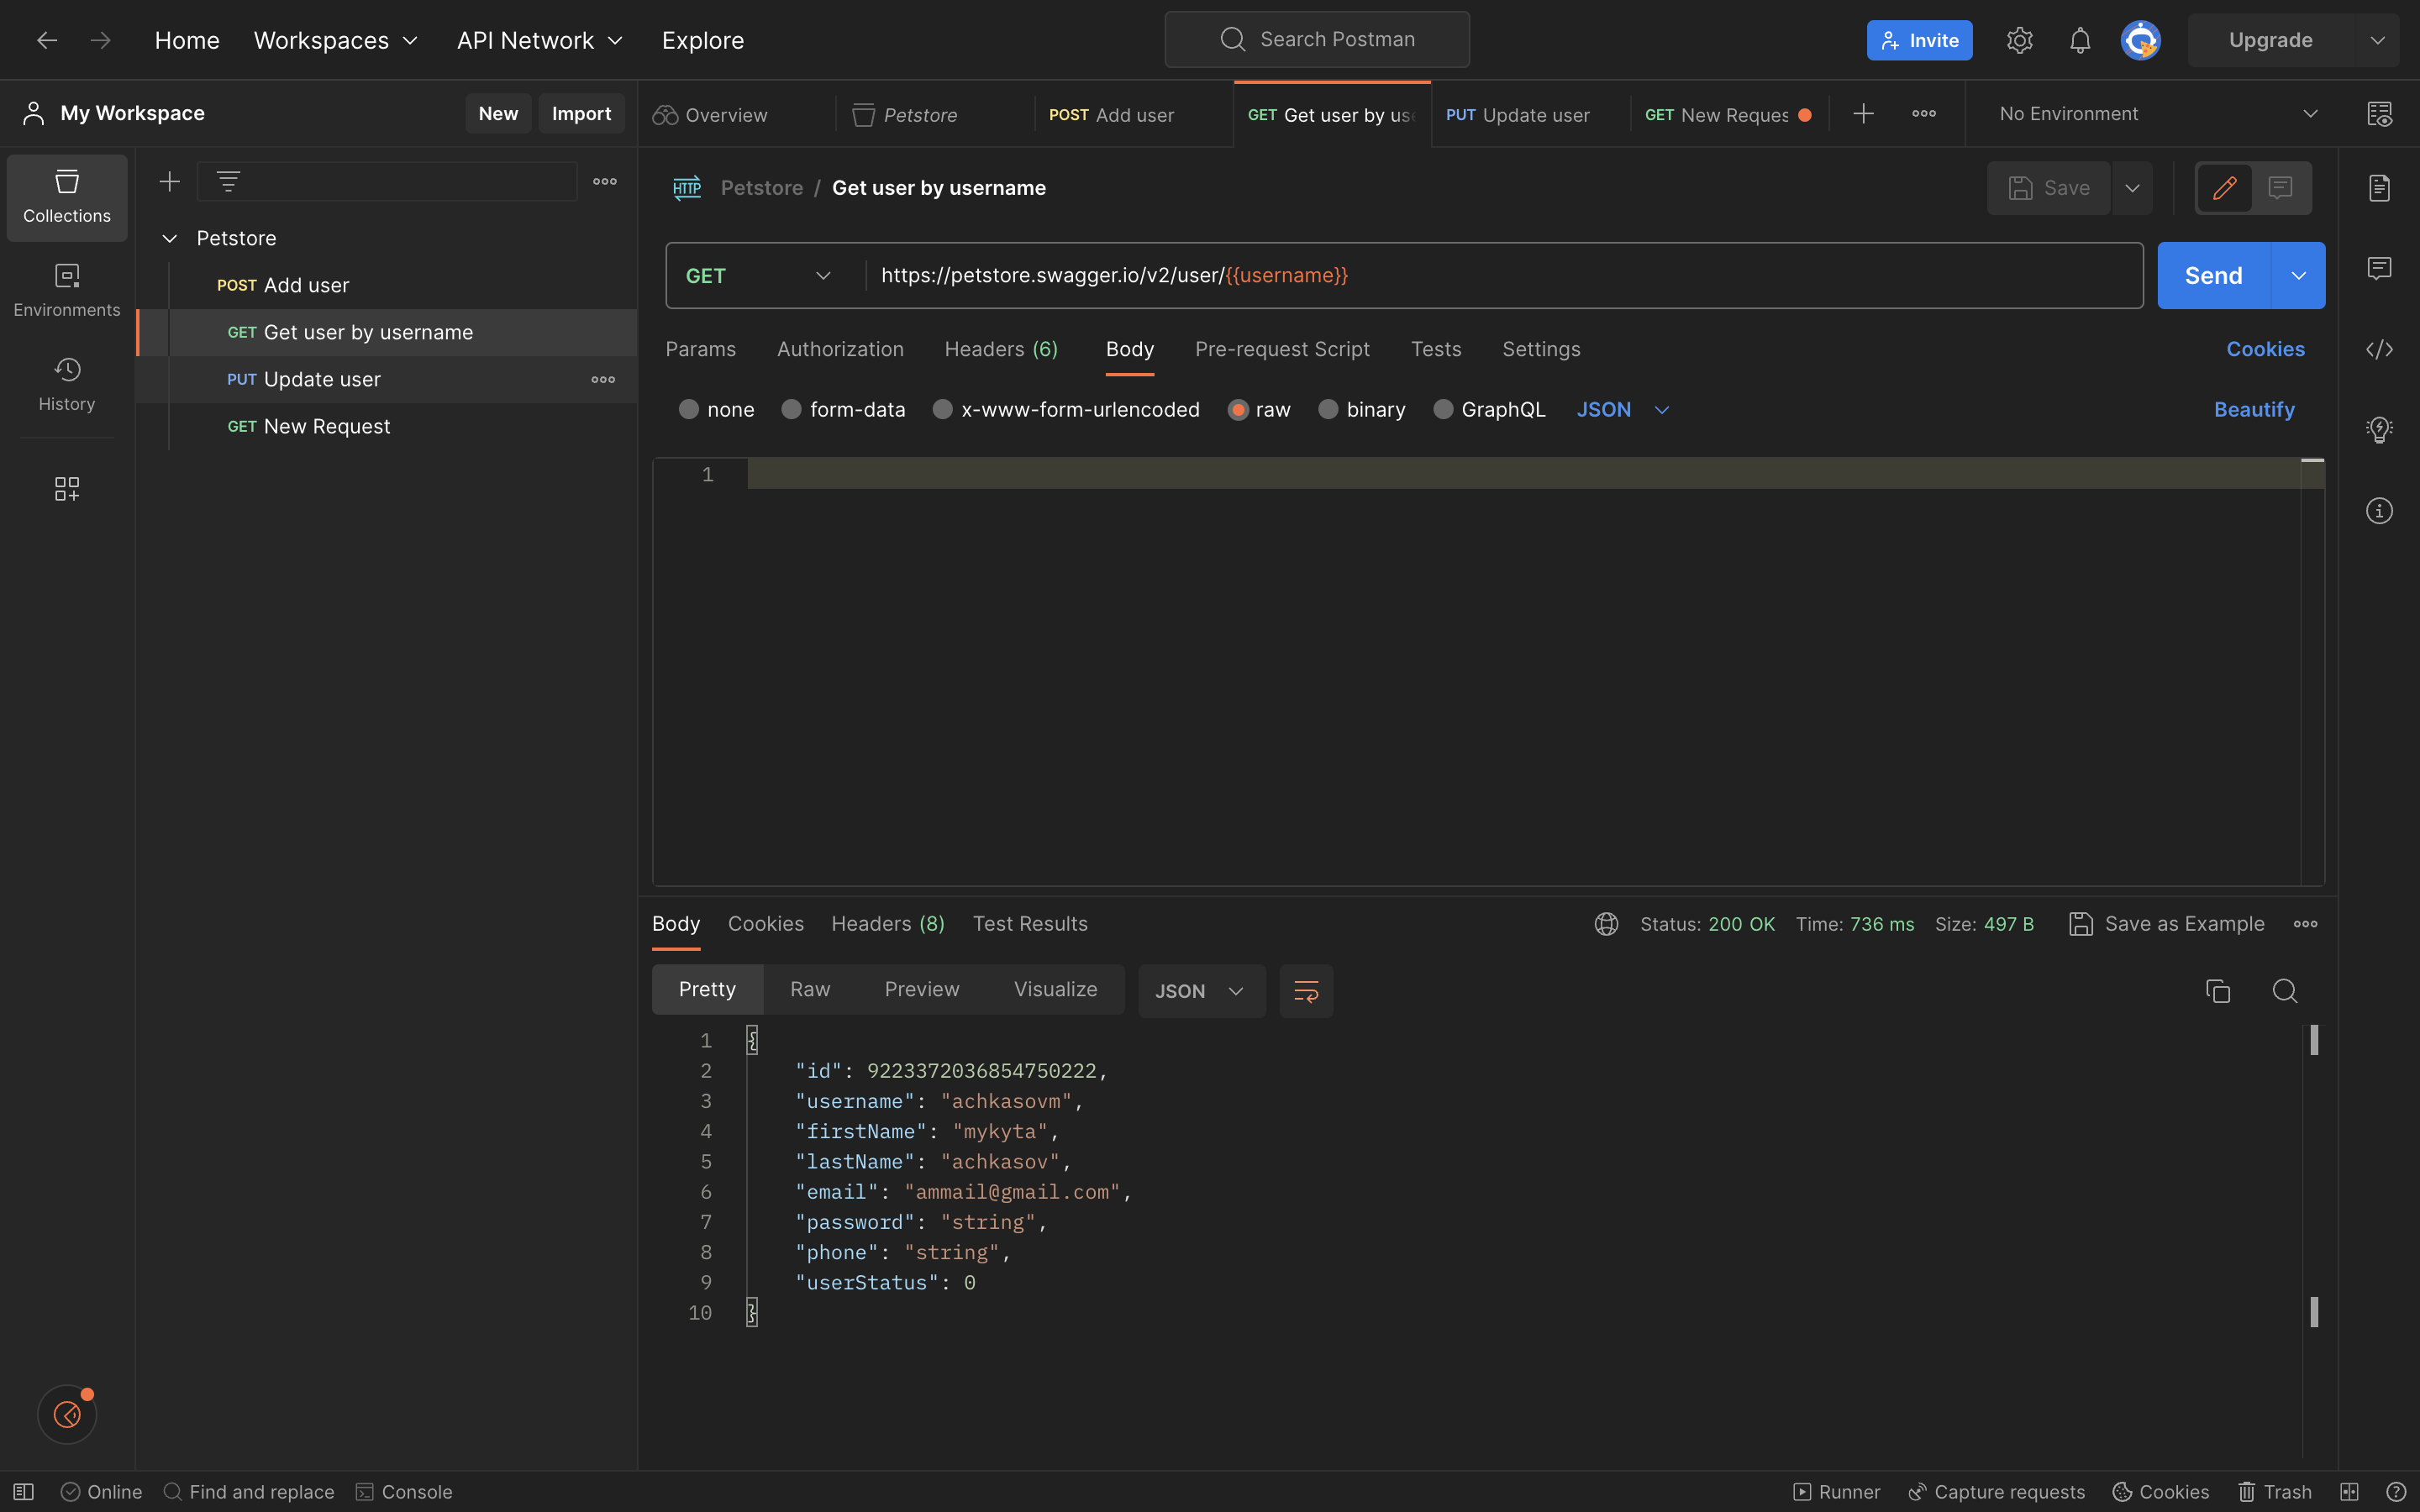 Home Workspaces API Network Explore Search Postman Invite Upgrade
My Workspace New Import
Overview Petstore POST Add user GET Get user by us PUT Update user GET New Reques No Environment
Collections
Environments
History
Petstore
POST Add user
GET Get user by username
PUT Update user
GET New Request
HTTP Petstore / Get user by username Save
GET https://petstore.swagger.io/v2/user/{{username}} Send
Params Authorization Headers (6) Body Pre-request Script Tests Settings Cookies
none form-data x-www-form-urlencoded raw binary GraphQL JSON Beautify
1
Body Cookies Headers (8) Test Results Status: 200 OK Time: 736 ms Size: 497 B Save as Example
Pretty Raw Preview Visualize JSON
1 {
2 "id": 9223372036854750222,
3 "username": "achkasovm",
4 "firstName": "mykyta",
5 "lastName": "achkasov",
6 "email": "ammail@gmail.com",
7 "password": "string",
8 "phone": "string",
9 "userStatus": 0
10 }
Online Find and replace Console Runner Capture requests Cookies Trash